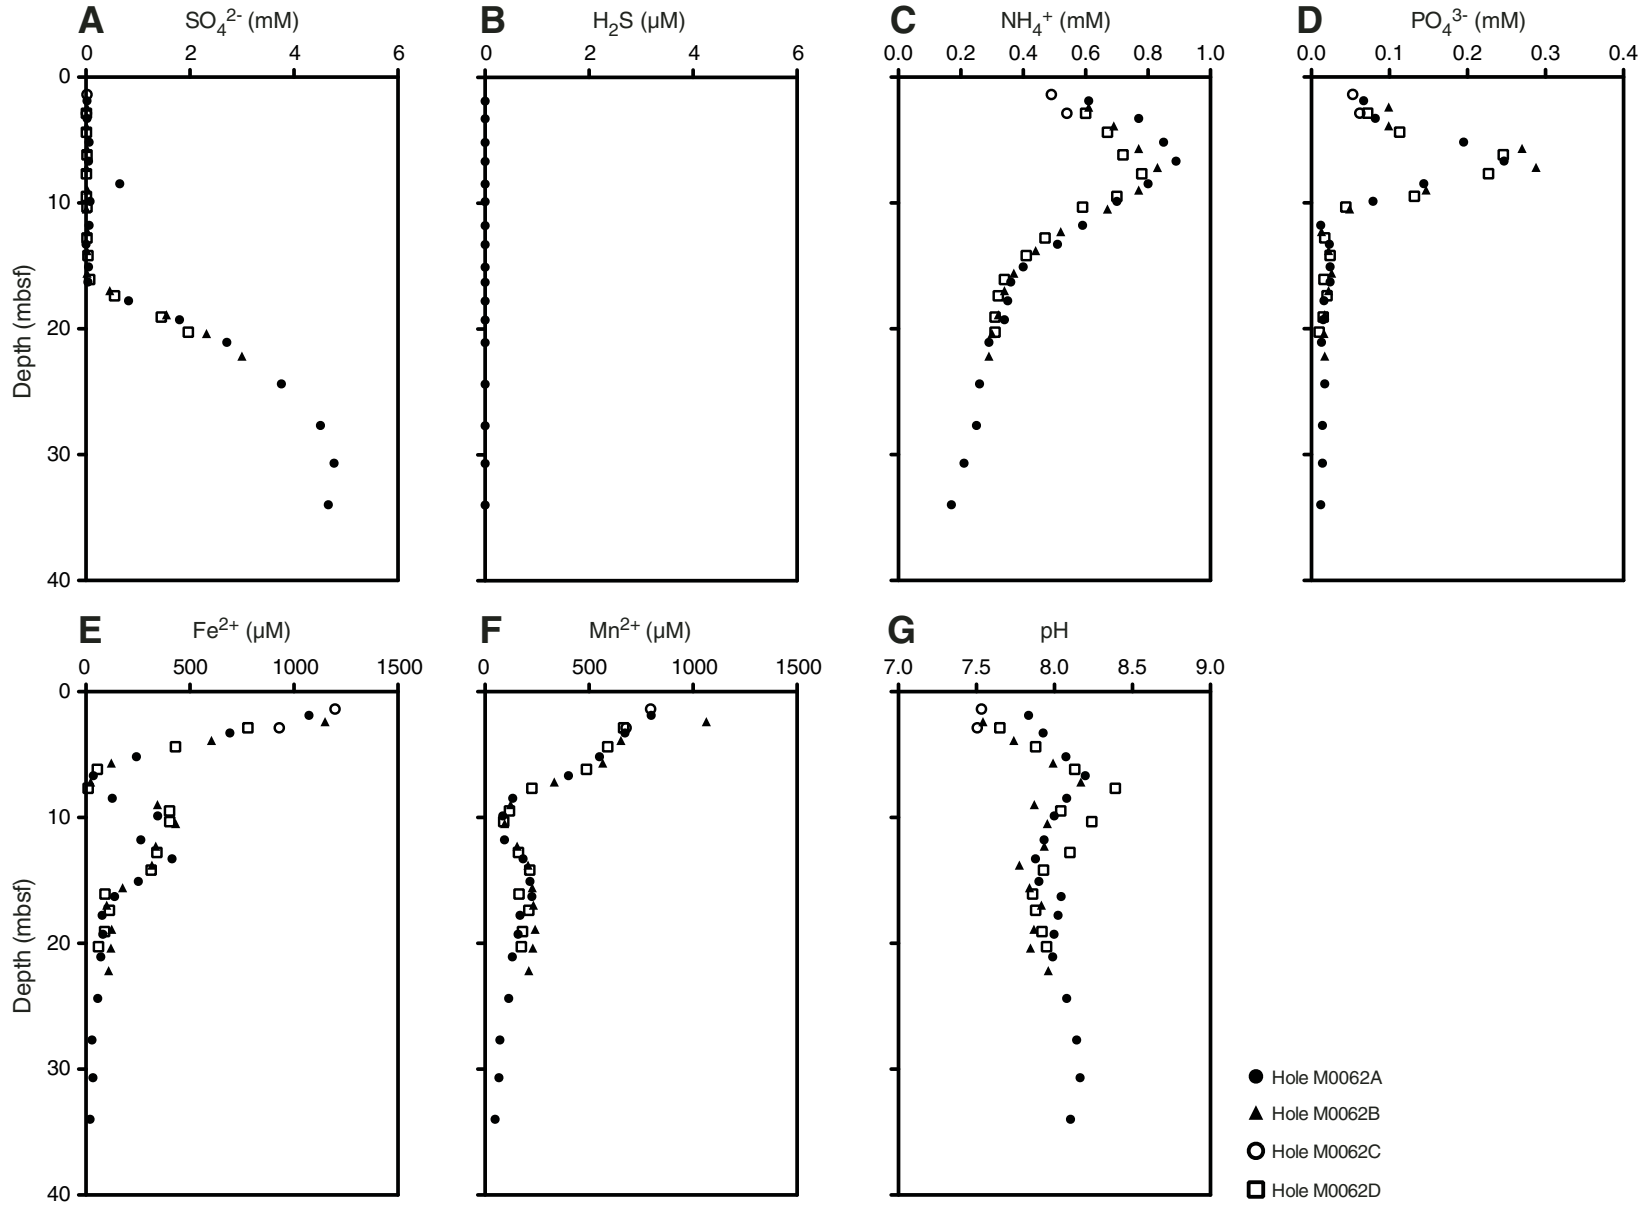 A SO₄²⁻ (mM)
0 2 4 6
B H₂S (µM)
0 2 4 6
C NH₄⁺ (mM)
0.0 0.2 0.4 0.6 0.8 1.0
D PO₄³⁻ (mM)
0.0 0.1 0.2 0.3 0.4
0
10
20
30
40
Depth (mbsf)
E Fe²⁺ (µM)
0 500 1000 1500
F Mn²⁺ (µM)
0 500 1000 1500
G pH
7.0 7.5 8.0 8.5 9.0
0
10
20
30
40
Depth (mbsf)
Hole M0062A
Hole M0062B
Hole M0062C
Hole M0062D